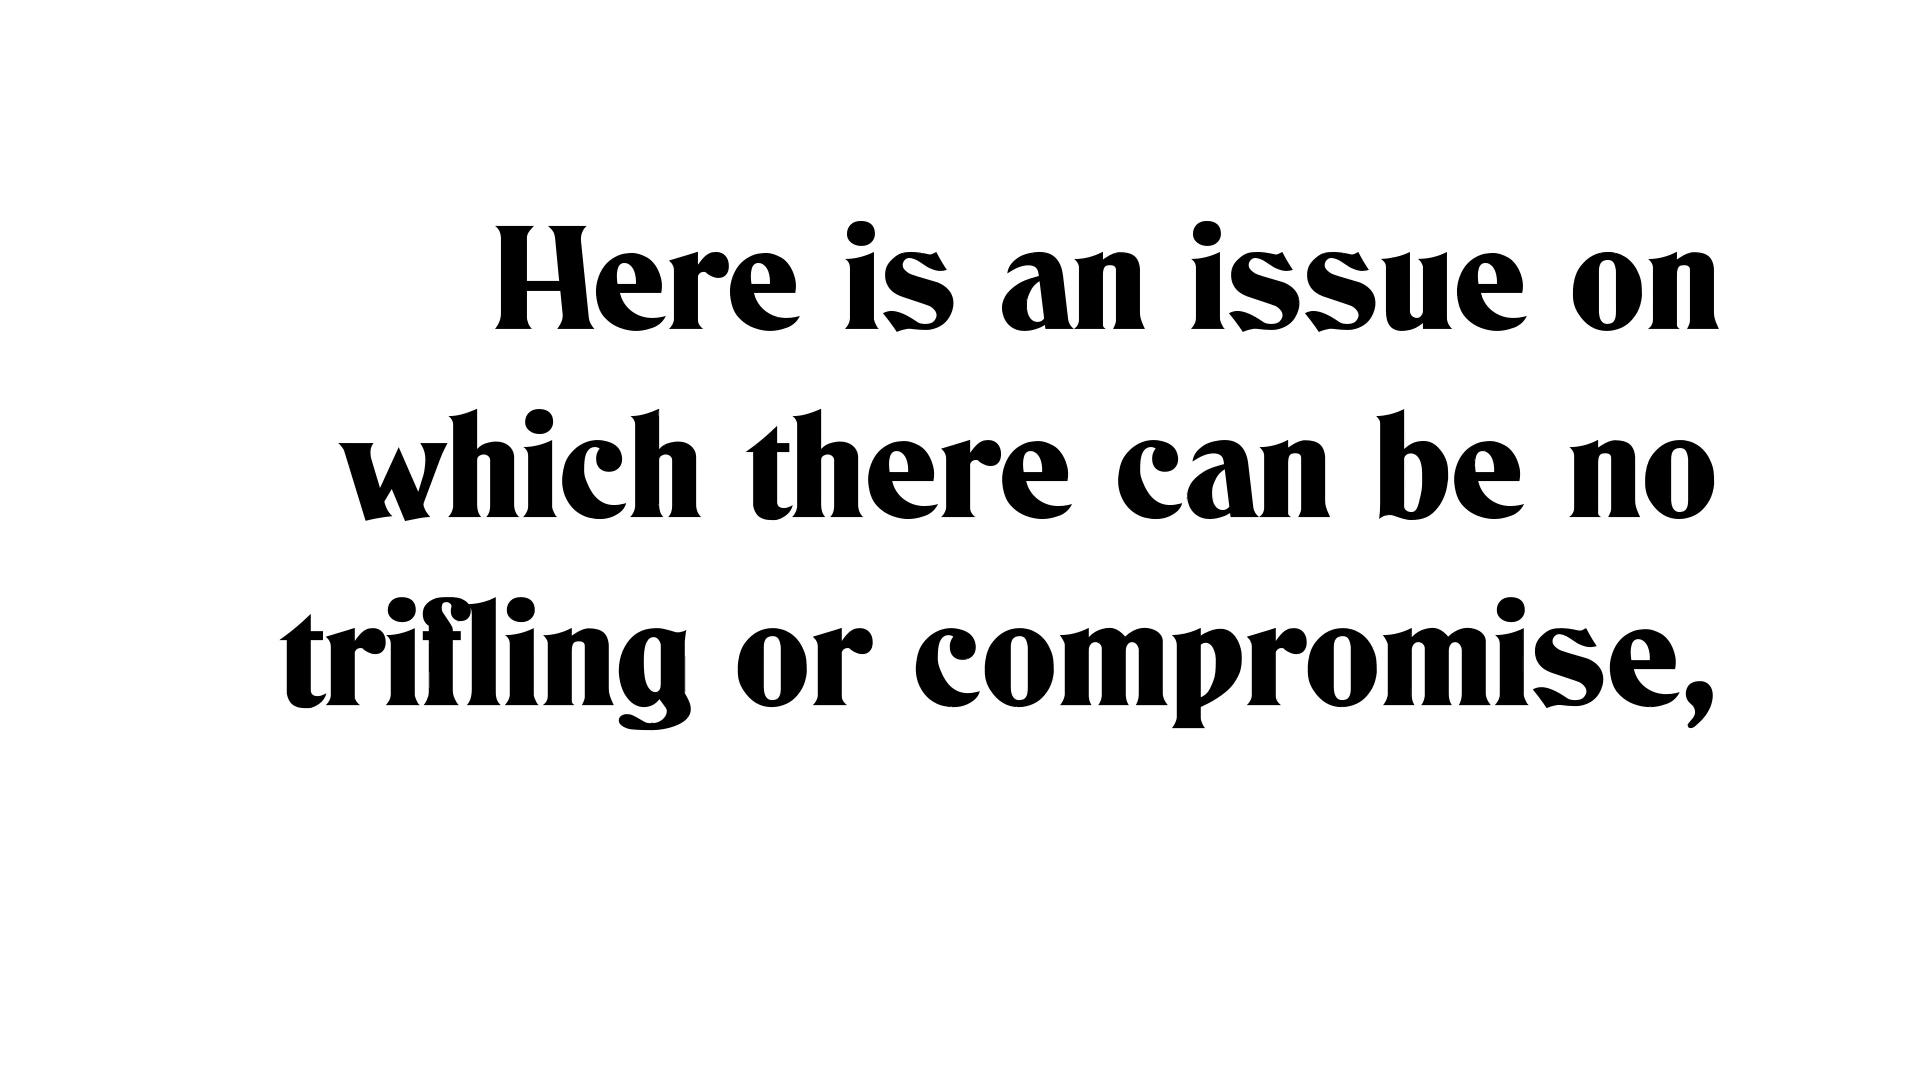 Here is an issue on
which there can be no
trifling or compromise,